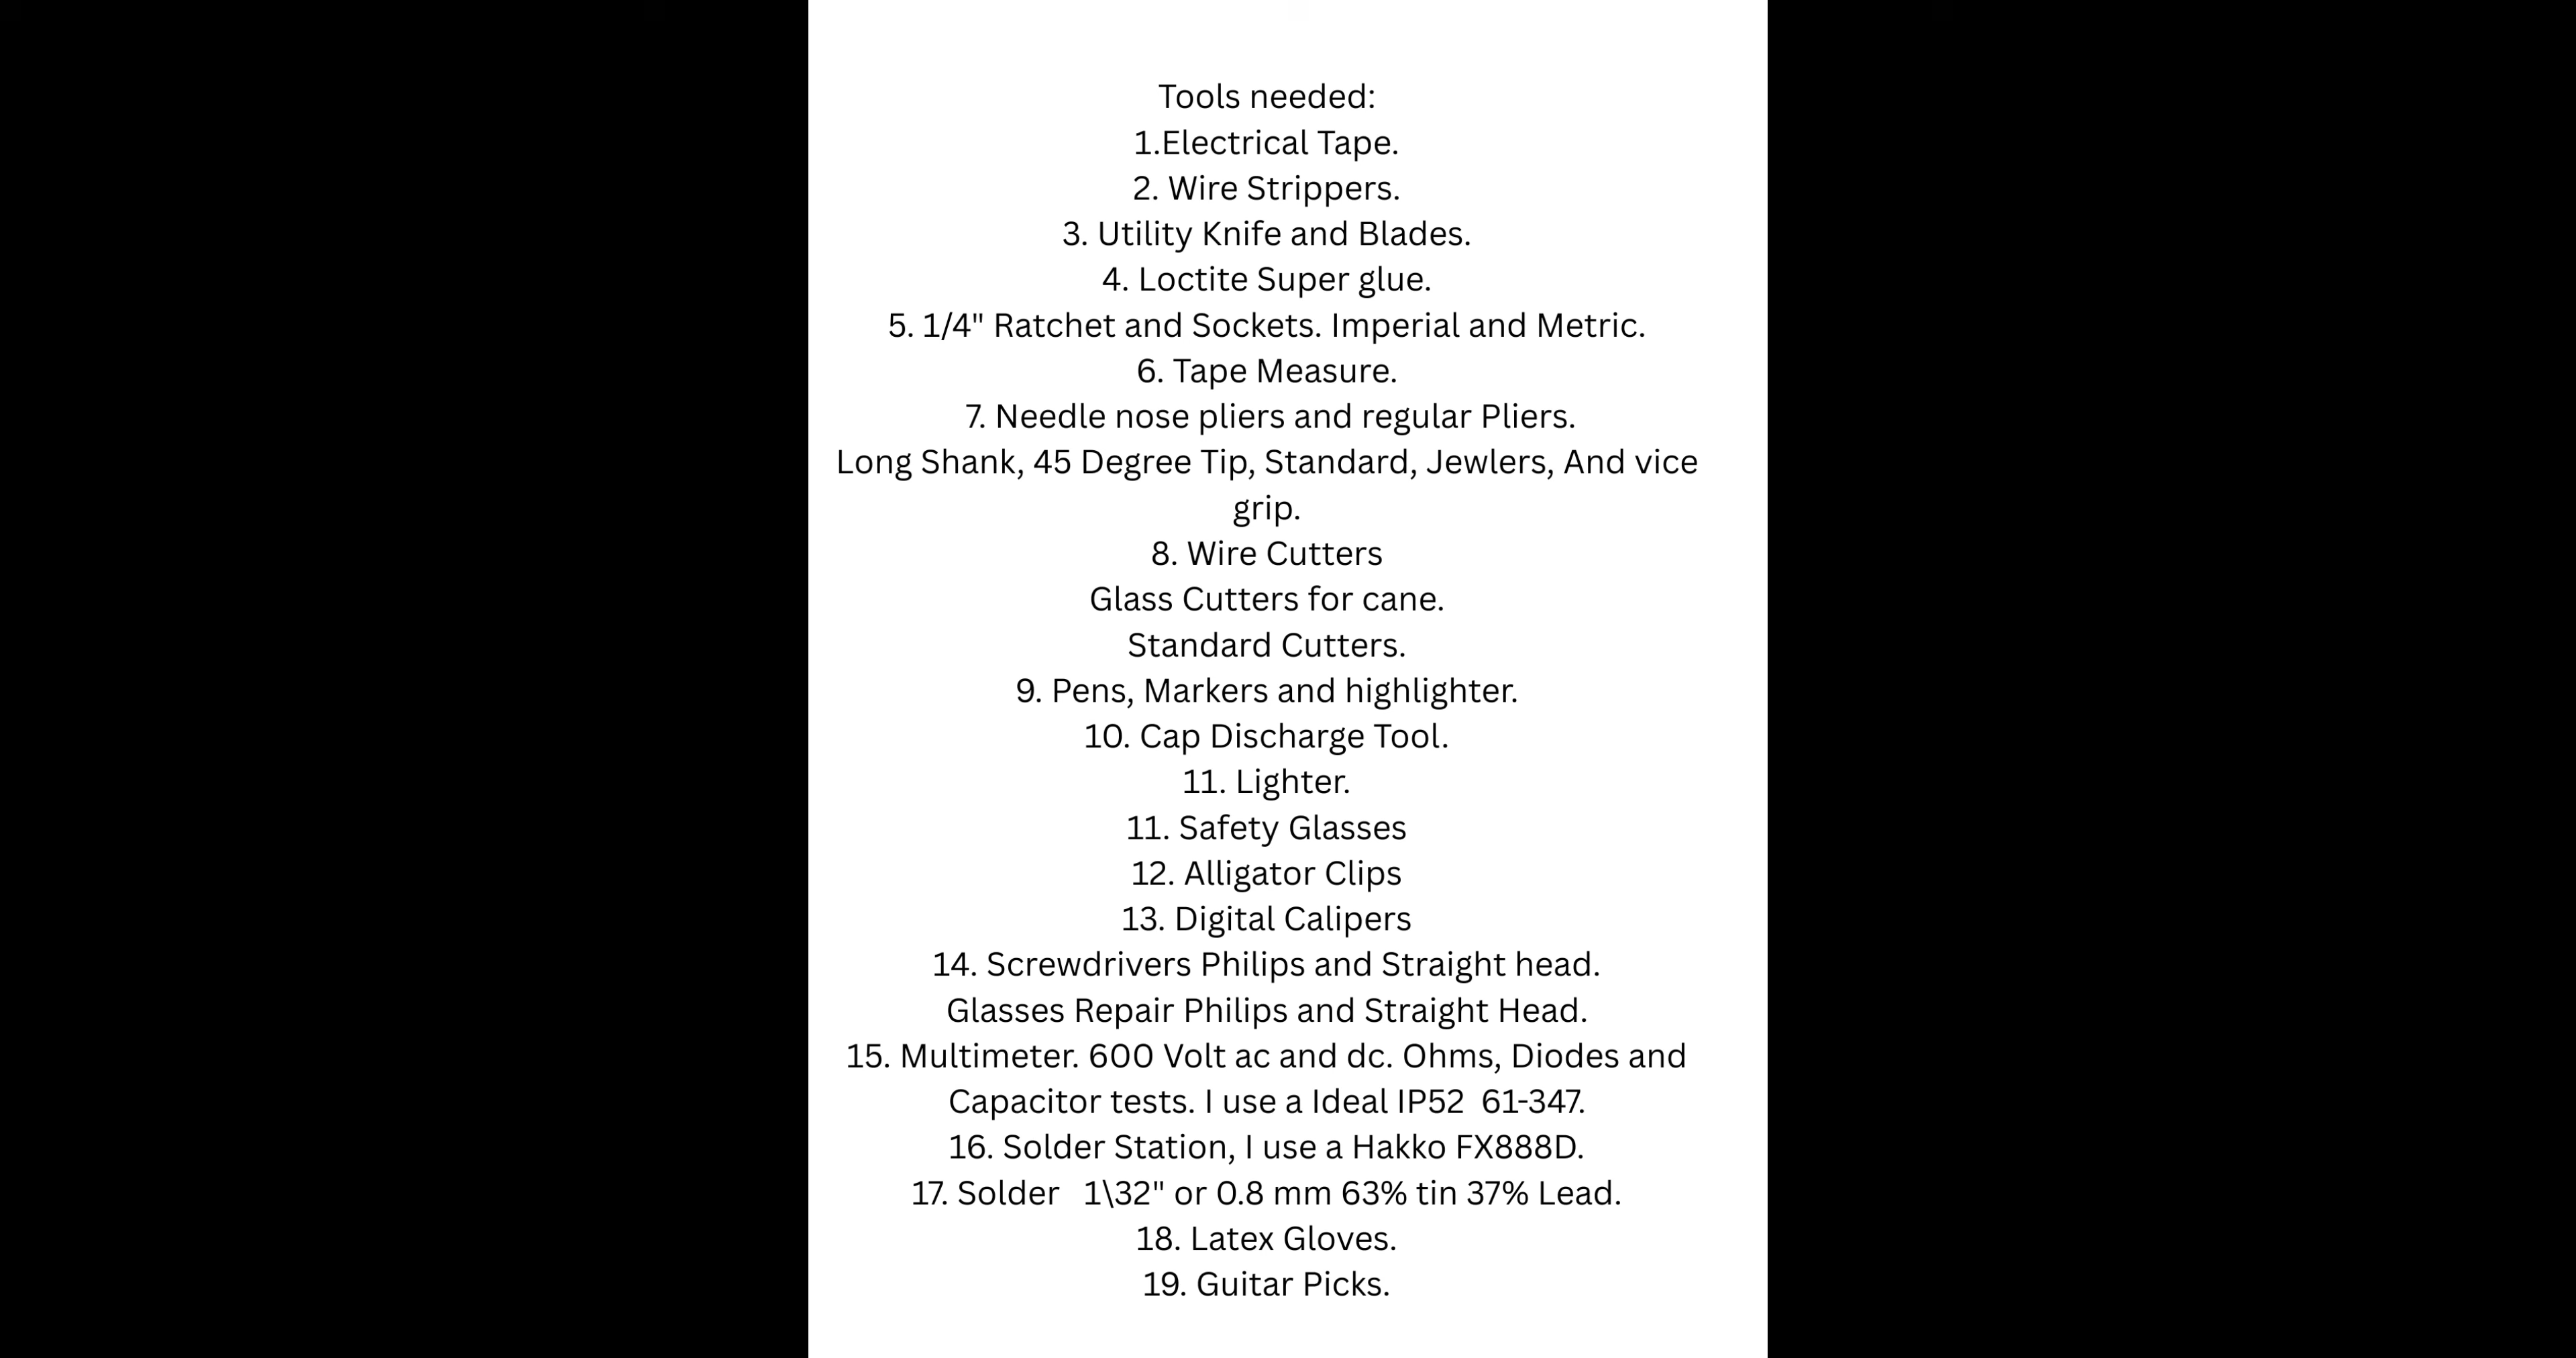 Tools needed:
1.Electrical Tape.
2. Wire Strippers.
3. Utility Knife and Blades.
4. Loctite Super glue.
5. 1/4" Ratchet and Sockets. Imperial and Metric.
6. Tape Measure.
7. Needle nose pliers and regular Pliers.
Long Shank, 45 Degree Tip, Standard, Jewlers, And vice
grip.
8. Wire Cutters
Glass Cutters for cane.
Standard Cutters.
9. Pens, Markers and highlighter.
10. Cap Discharge Tool.
11. Lighter.
11. Safety Glasses
12. Alligator Clips
13. Digital Calipers
14. Screwdrivers Philips and Straight head.
Glasses Repair Philips and Straight Head.
15. Multimeter. 600 Volt ac and dc. Ohms, Diodes and
Capacitor tests. I use a Ideal IP52  61-347.
16. Solder Station, I use a Hakko FX888D.
17. Solder   1\32" or 0.8 mm 63% tin 37% Lead.
18. Latex Gloves.
19. Guitar Picks.